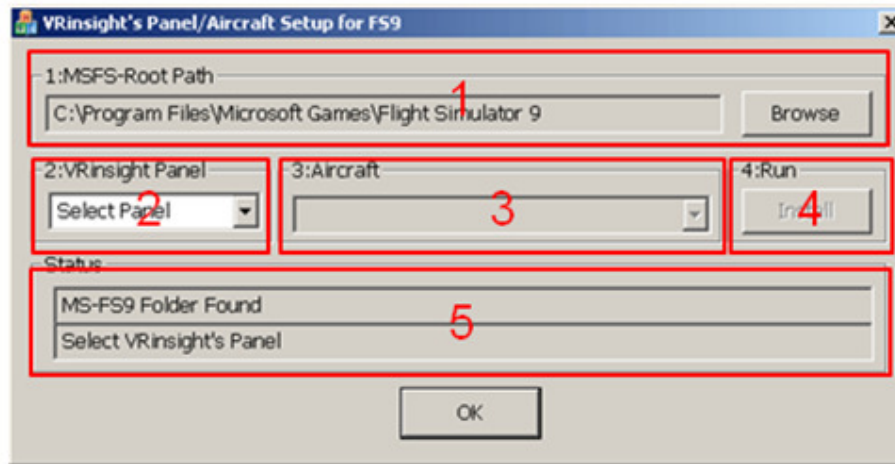 VRinsight's Panel/Aircraft Setup for FS9
1:MSFS-Root Path
1
C:\Program Files\Microsoft Games\Flight Simulator 9
Browse
2:VRinsight Panel
3:Aircraft
4:Run
Select Panel
2
3
Install
4
Status
MS-FS9 Folder Found
5
Select VRinsight's Panel
OK